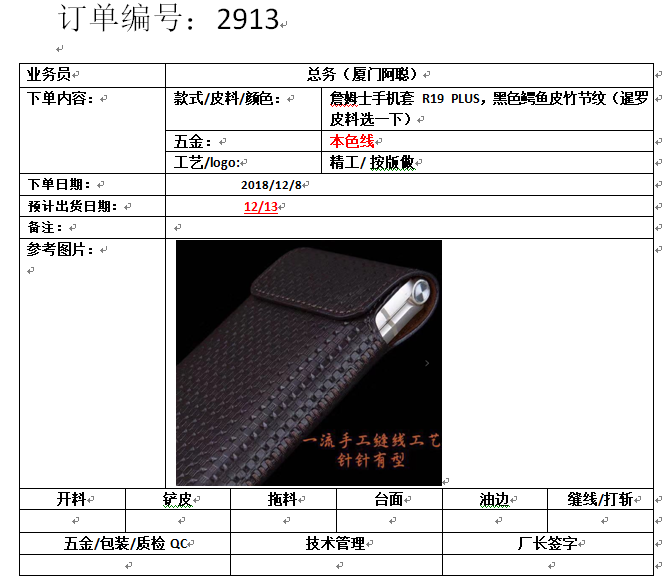 订单编号：2913
业务员 总务（厦门阿聪）
下单内容： 款式/皮料/颜色： 詹姆士手机套 R19 PLUS，黑色鳄鱼皮竹节纹（暹罗
皮料选一下）
五金： 本色线
工艺/logo: 精工/ 按版做
下单日期： 2018/12/8
预计出货日期： 12/13
备注：
参考图片：
一流手工缝线工艺
针针有型
开料 铲皮 拖料 台面 油边 缝线/打斩
五金/包装/质检 QC 技术管理 厂长签字